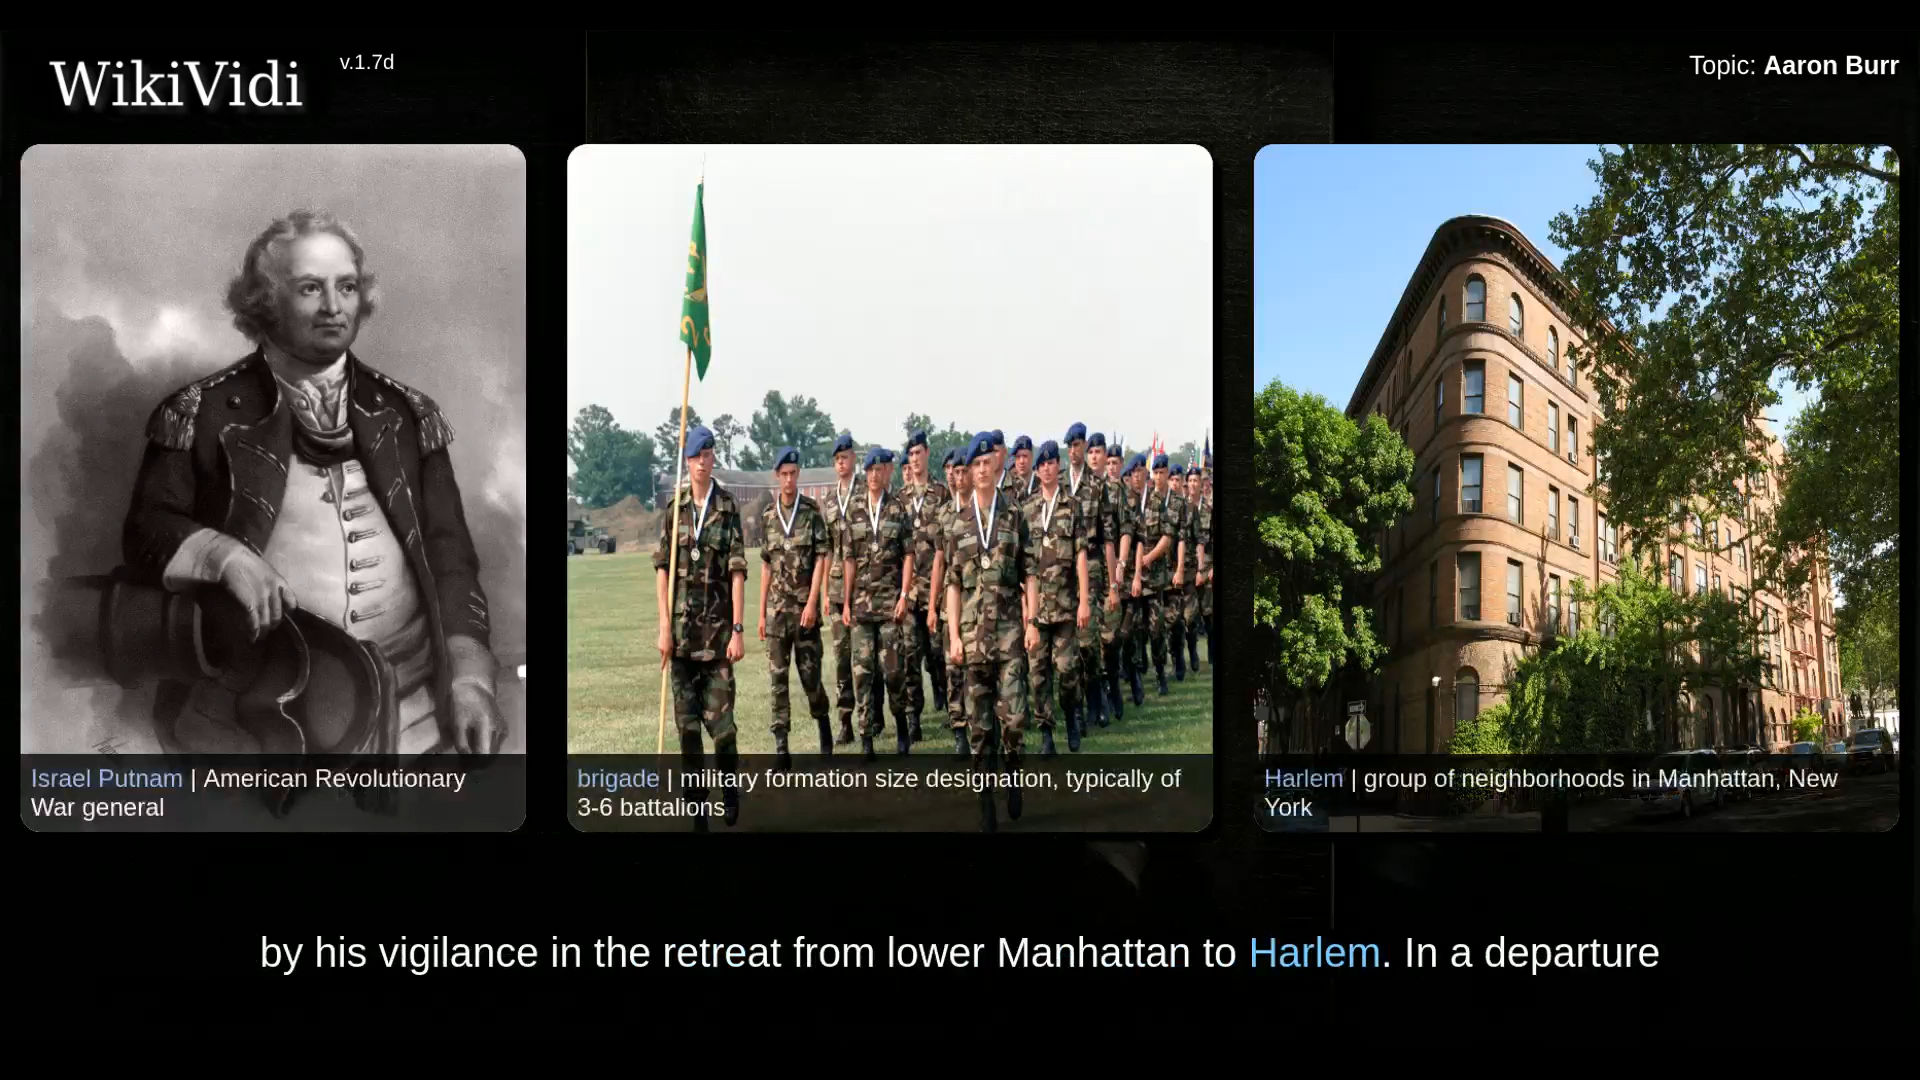 WikiVidi
v.1.7d
Topic: Aaron Burr
Israel Putnam | American Revolutionary
War general
brigade | military formation size designation, typically of
3-6 battalions
Harlem | group of neighborhoods in Manhattan, New
York
by his vigilance in the retreat from lower Manhattan to Harlem. In a departure